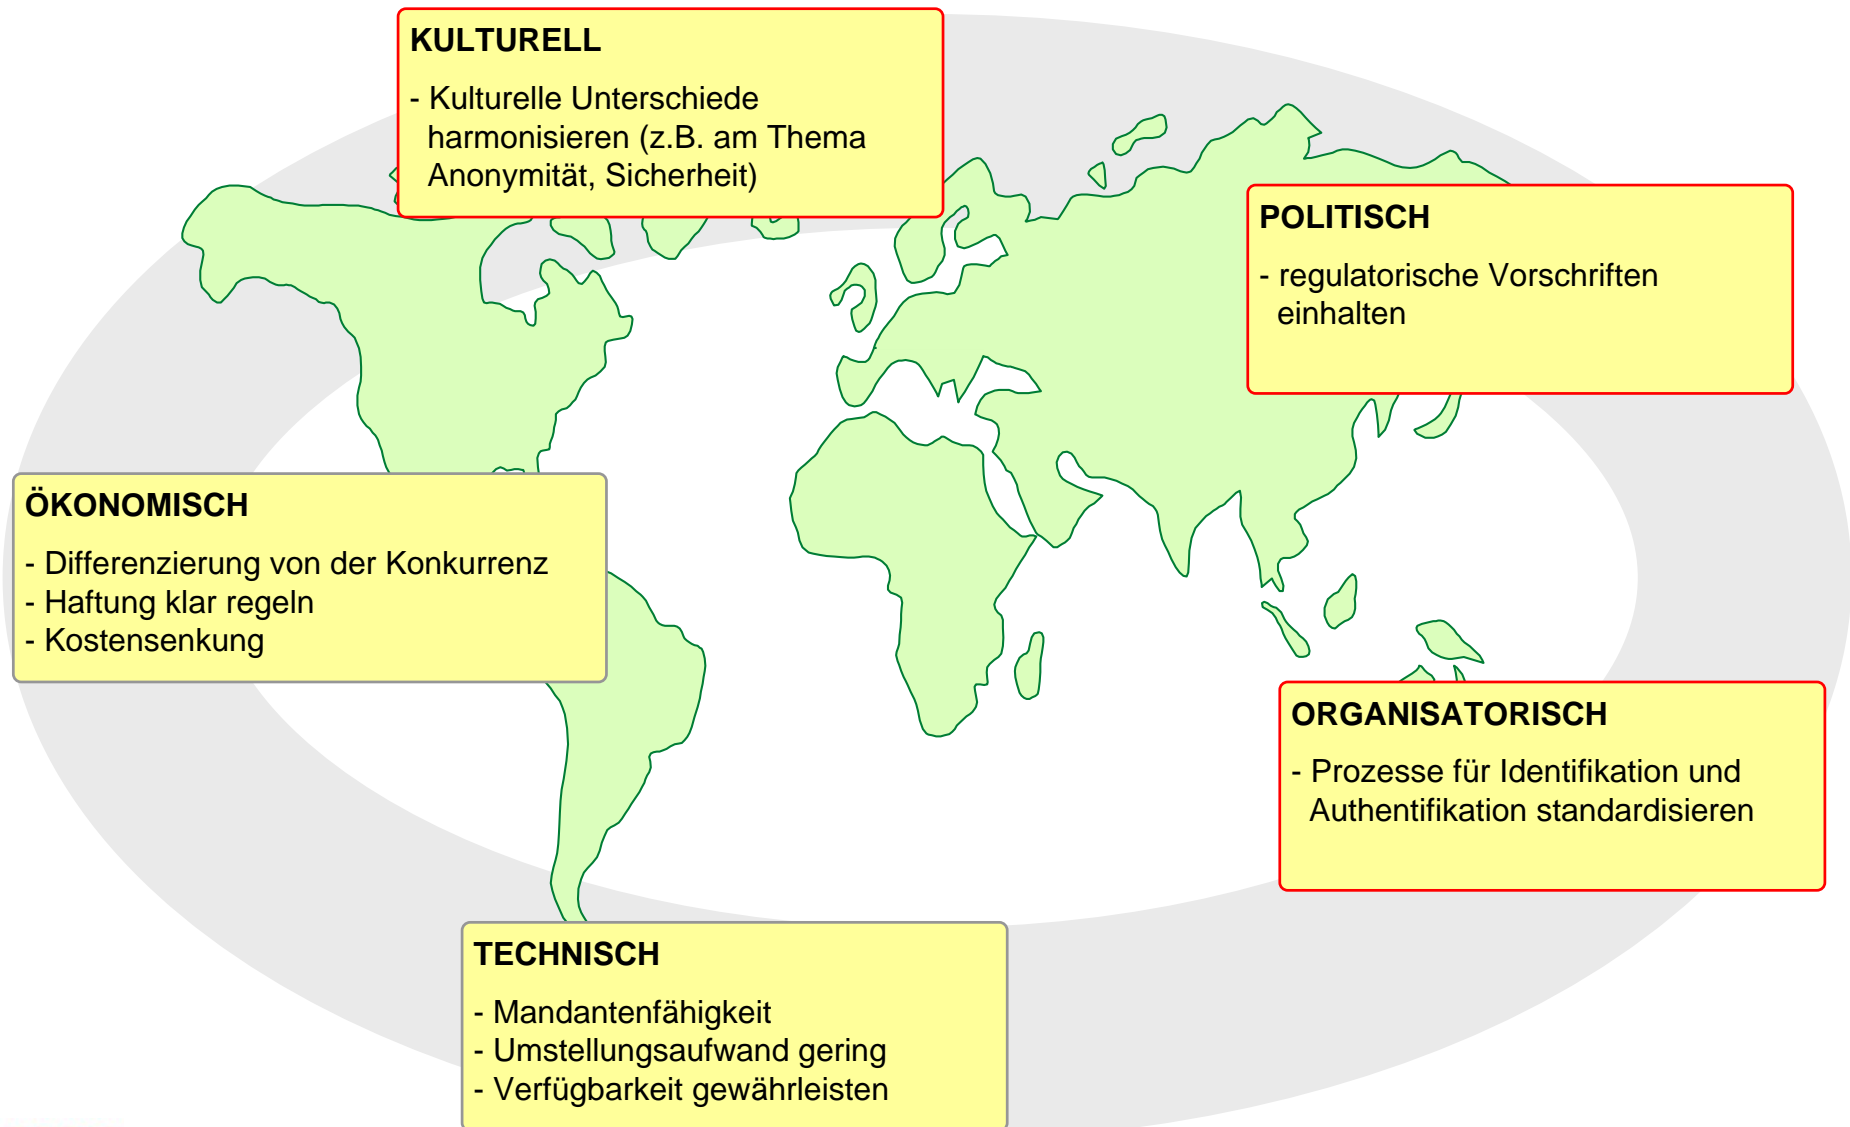 KULTURELL
- Kulturelle Unterschiede
harmonisieren (z.B. am Thema
Anonymität, Sicherheit)
POLITISCH
- regulatorische Vorschriften
einhalten
ÖKONOMISCH
- Differenzierung von der Konkurrenz
- Haftung klar regeln
- Kostensenkung
ORGANISATORISCH
- Prozesse für Identifikation und
Authentifikation standardisieren
TECHNISCH
- Mandantenfähigkeit
- Umstellungsaufwand gering
- Verfügbarkeit gewährleisten